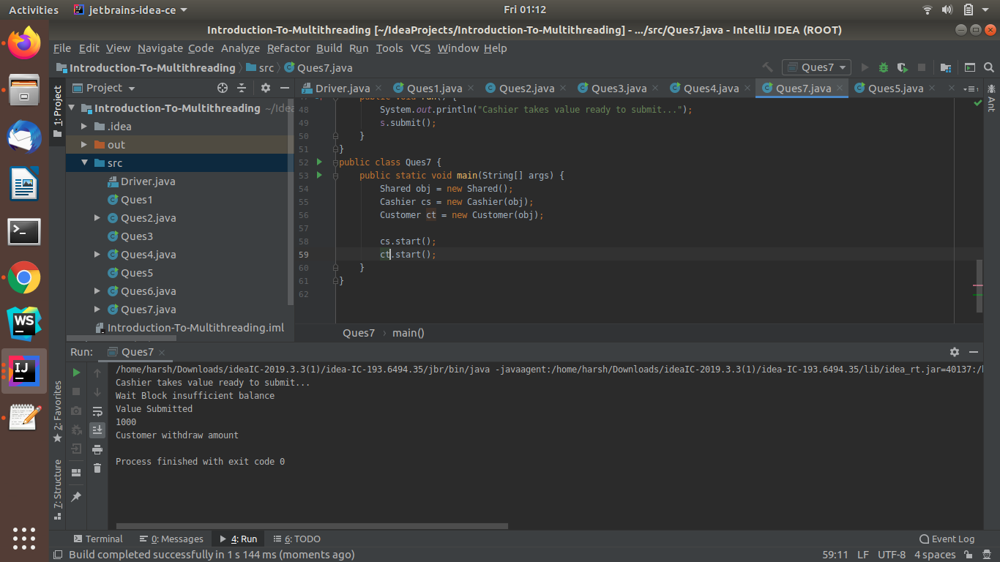 Activities
jetbrains-idea-ce
Fri 01:12
Introduction-To-Multithreading [~/IdeaProjects/Introduction-To-Multithreading] - .../src/Ques7.java - IntelliJ IDEA (ROOT)
File Edit View Navigate Code Analyze Refactor Build Run Tools VCS Window Help
Introduction-To-Multithreading src Ques7.java
Ques7
1: Project
Project
Driver.java Ques1.java Ques2.java Ques3.java Ques4.java Ques7.java Ques5.java
Ant
Introduction-To-Multithreading ~/Idea
.idea
out
src
Driver.java
Ques1
Ques2.java
Ques3
Ques4.java
Ques5
Ques6.java
Ques7.java
Introduction-To-Multithreading.iml
public void run() {
48 System.out.println("Cashier takes value ready to submit...");
49 s.submit();
50 }
51 }
52 public class Ques7 {
53 public static void main(String[] args) {
54 Shared obj = new Shared();
55 Cashier cs = new Cashier(obj);
56 Customer ct = new Customer(obj);
57
58 cs.start();
59 ct.start();
60 }
61 }
62
Ques7 › main()
Run: Ques7
/home/harsh/Downloads/ideaIC-2019.3.3(1)/idea-IC-193.6494.35/jbr/bin/java -javaagent:/home/harsh/Downloads/ideaIC-2019.3.3(1)/idea-IC-193.6494.35/lib/idea_rt.jar=40137:/h
Cashier takes value ready to submit...
Wait Block insufficient balance
Value Submitted
1000
Customer withdraw amount
Process finished with exit code 0
2: Favorites
7: Structure
WS
IJ
Terminal 0: Messages 4: Run 6: TODO Event Log
Build completed successfully in 1 s 144 ms (moments ago)
59:11 LF UTF-8 4 spaces